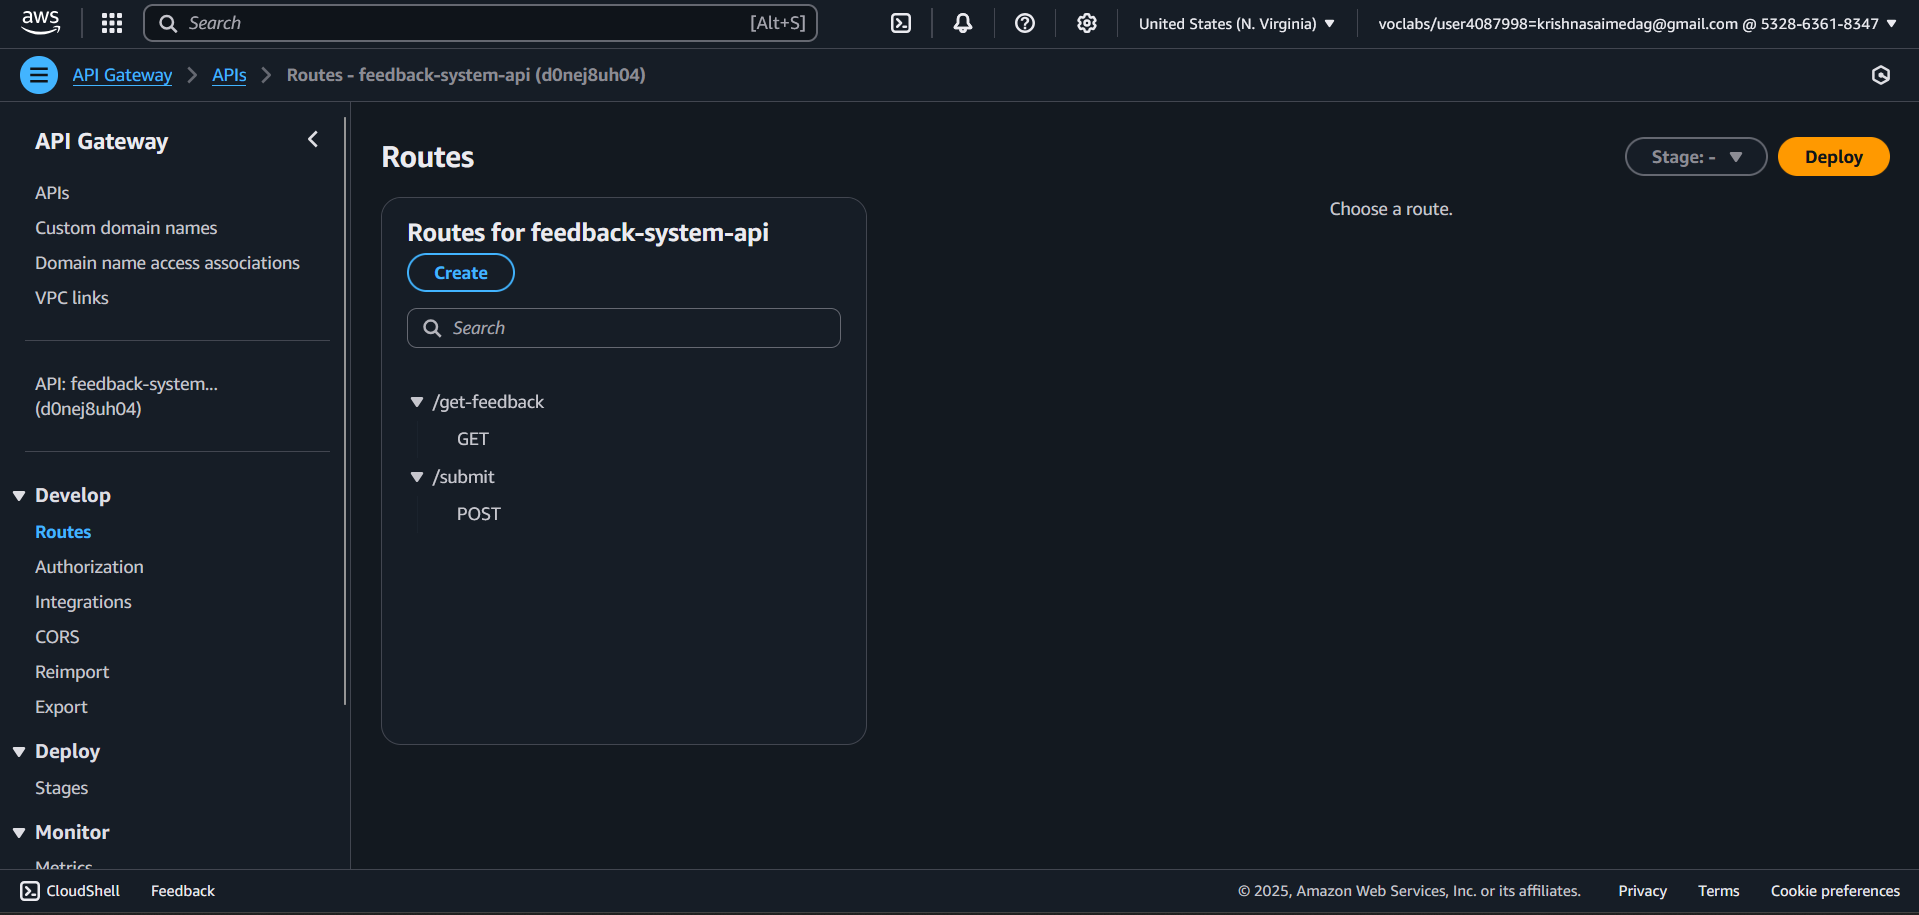 aws
Search [Alt+S]
United States (N. Virginia)
voclabs/user4087998=krishnasaimedag@gmail.com @ 5328-6361-8347
API Gateway
APIs
Routes - feedback-system-api (d0nej8uh04)
API Gateway
APIs
Custom domain names
Domain name access associations
VPC links
API: feedback-system...
(d0nej8uh04)
Develop
Routes
Authorization
Integrations
CORS
Reimport
Export
Deploy
Stages
Monitor
Metrics
Routes
Stage: -
Deploy
Routes for feedback-system-api
Create
Search
/get-feedback
GET
/submit
POST
Choose a route.
CloudShell
Feedback
© 2025, Amazon Web Services, Inc. or its affiliates.
Privacy
Terms
Cookie preferences